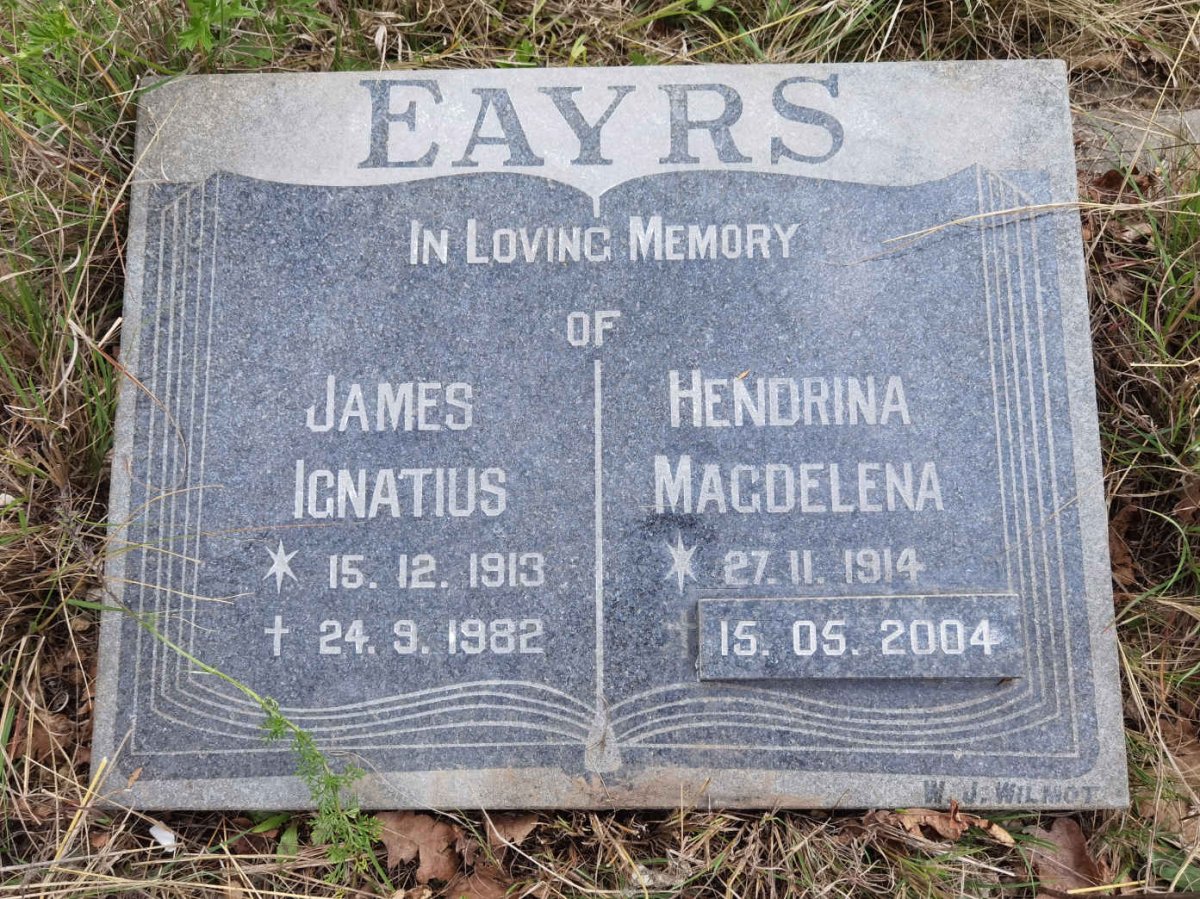 EAYRS
IN LOVING MEMORY
OF
JAMES
IGNATIUS
15. 12. 1913
24. 9. 1982
HENDRINA
MAGDELENA
27. 11. 1914
15. 05. 2004
W. J. WILMOT